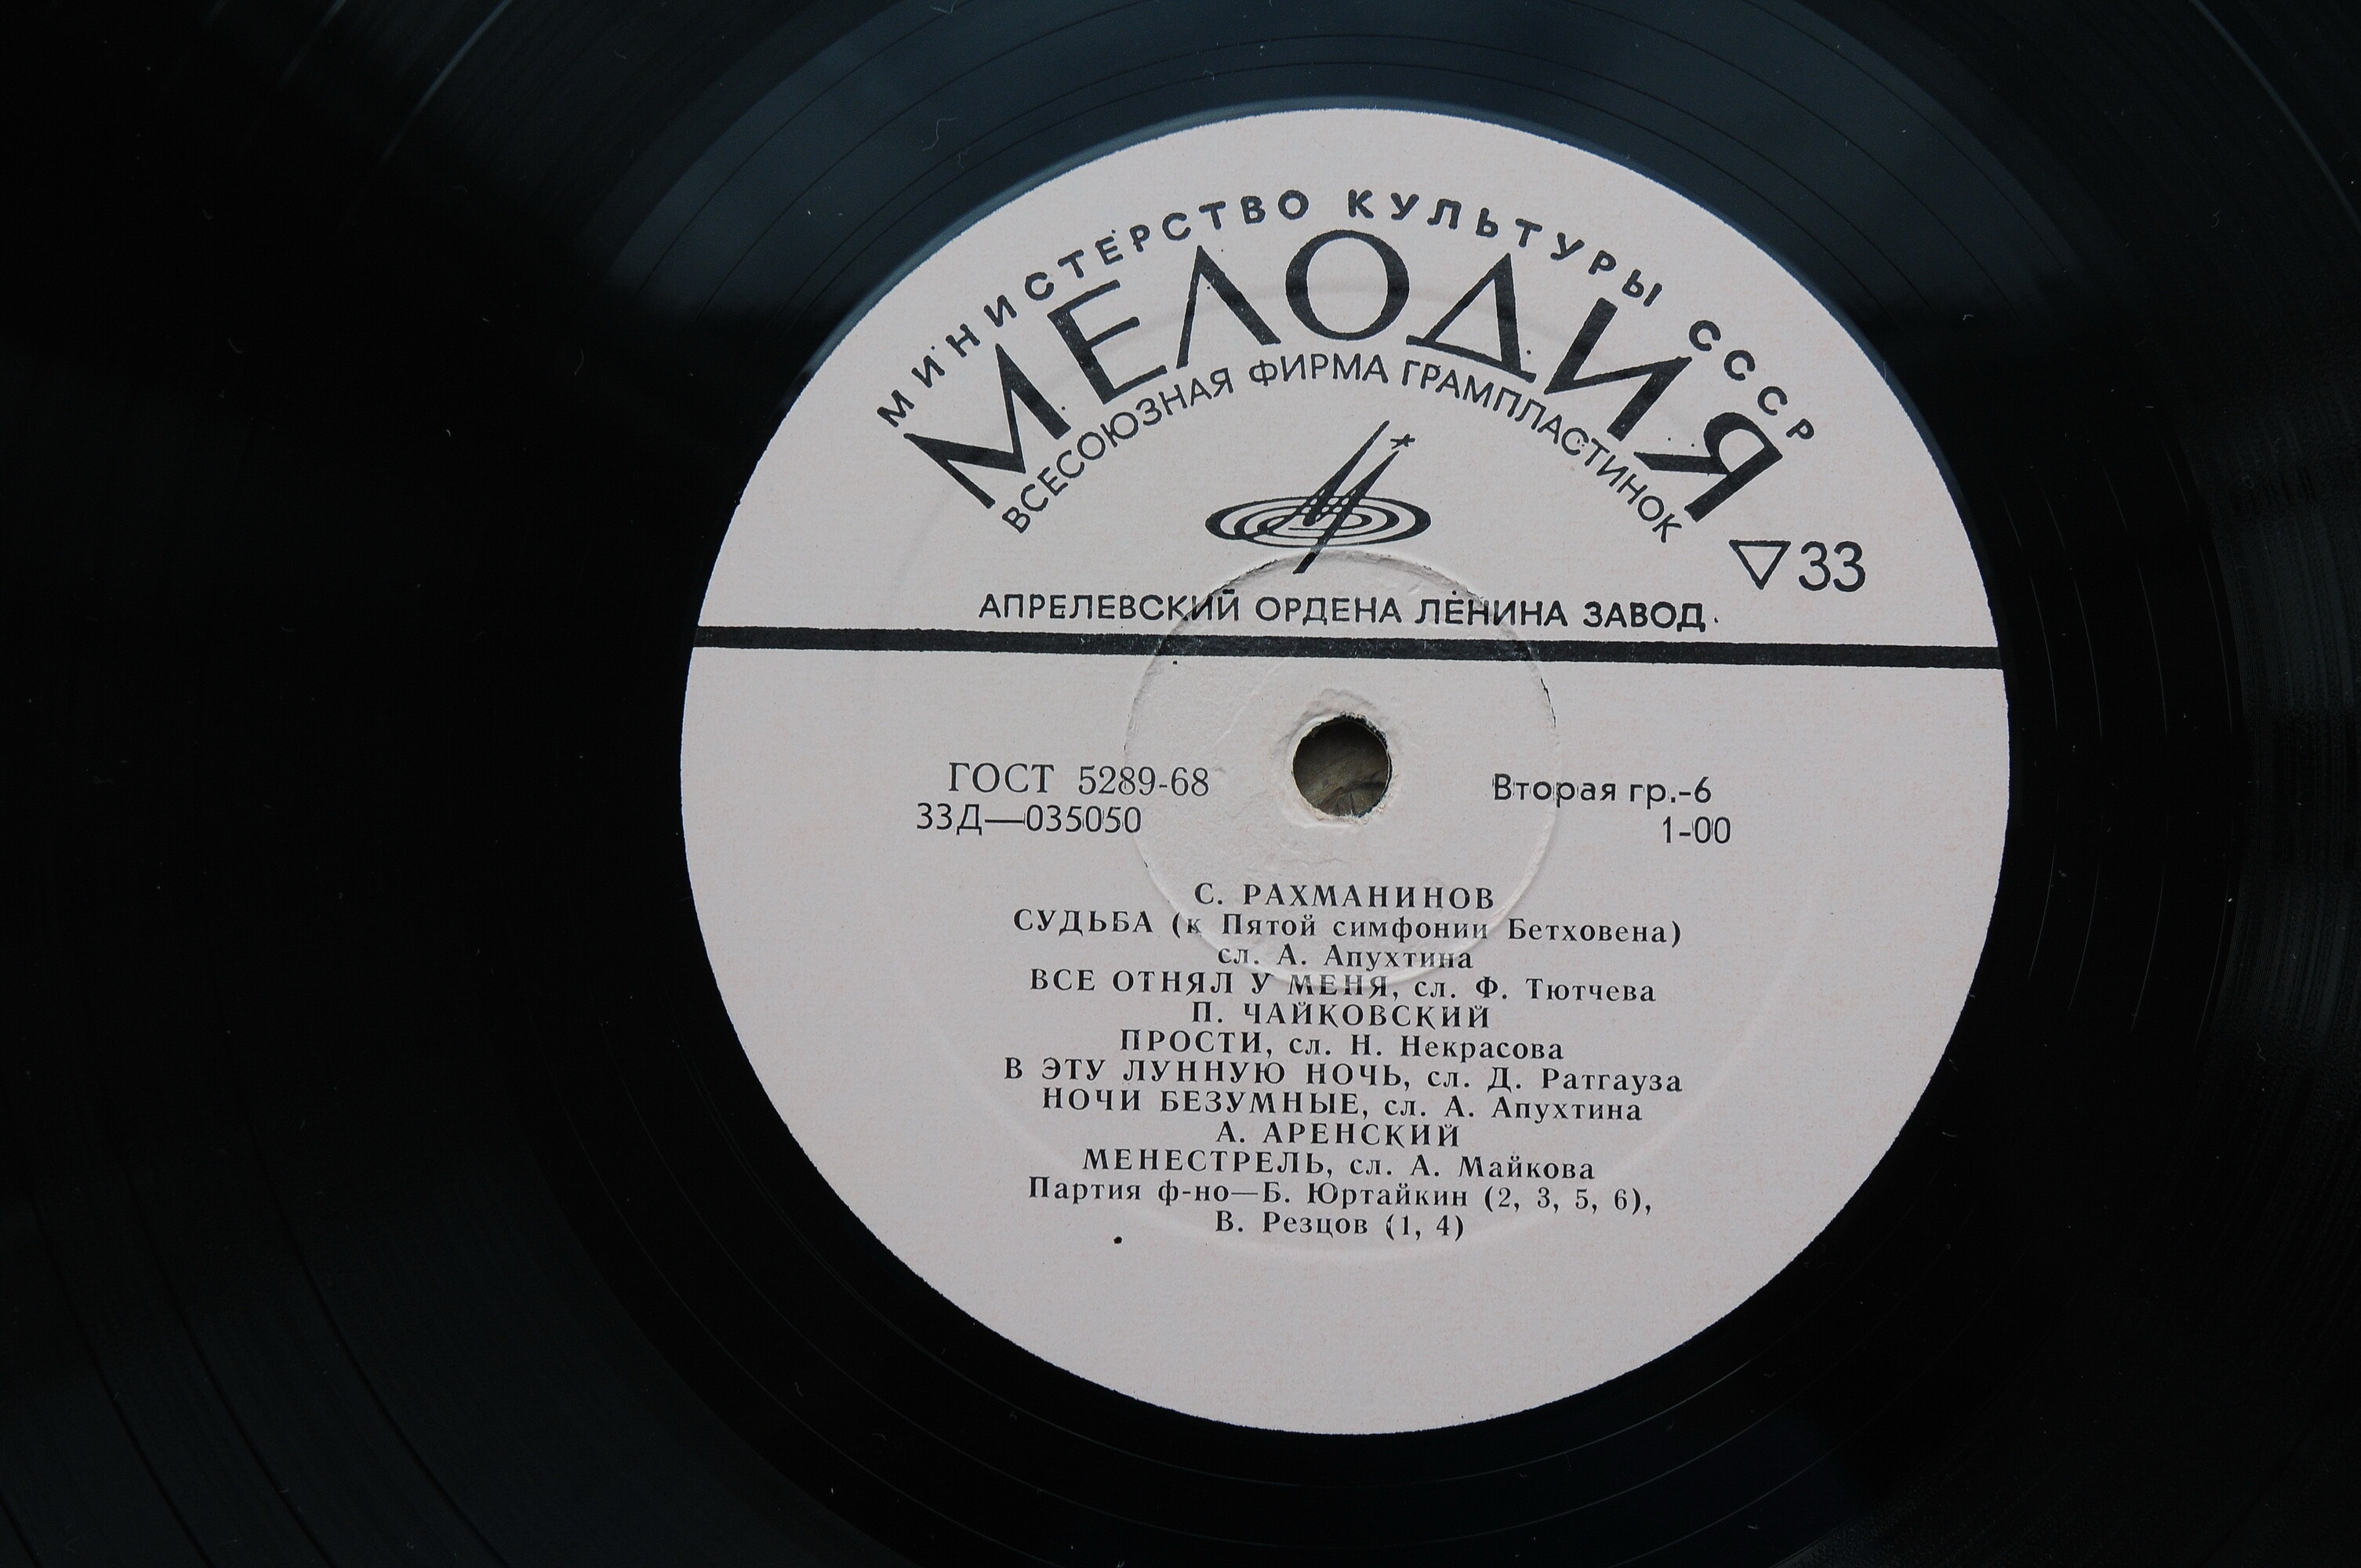 МИНИСТЕРСТВО КУЛЬТУРЫ СССР
МЕЛОДИЯ
ВСЕСОЮЗНАЯ ФИРМА ГРАМПЛАСТИНОК
▽33
АПРЕЛЕВСКИЙ ОРДЕНА ЛЕНИНА ЗАВОД
ГОСТ 5289-68
Вторая гр.-6
33Д—035050
1-00
С. РАХМАНИНОВ
СУДЬБА (к Пятой симфонии Бетховена)
сл. А. Апухтина
ВСЕ ОТНЯЛ У МЕНЯ, сл. Ф. Тютчева
П. ЧАЙКОВСКИЙ
ПРОСТИ, сл. Н. Некрасова
В ЭТУ ЛУННУЮ НОЧЬ, сл. Д. Ратгауза
НОЧИ БЕЗУМНЫЕ, сл. А. Апухтина
А. АРЕНСКИЙ
МЕНЕСТРЕЛЬ, сл. А. Майкова
Партия ф-но—Б. Юртайкин (2, 3, 5, 6),
В. Резцов (1, 4)